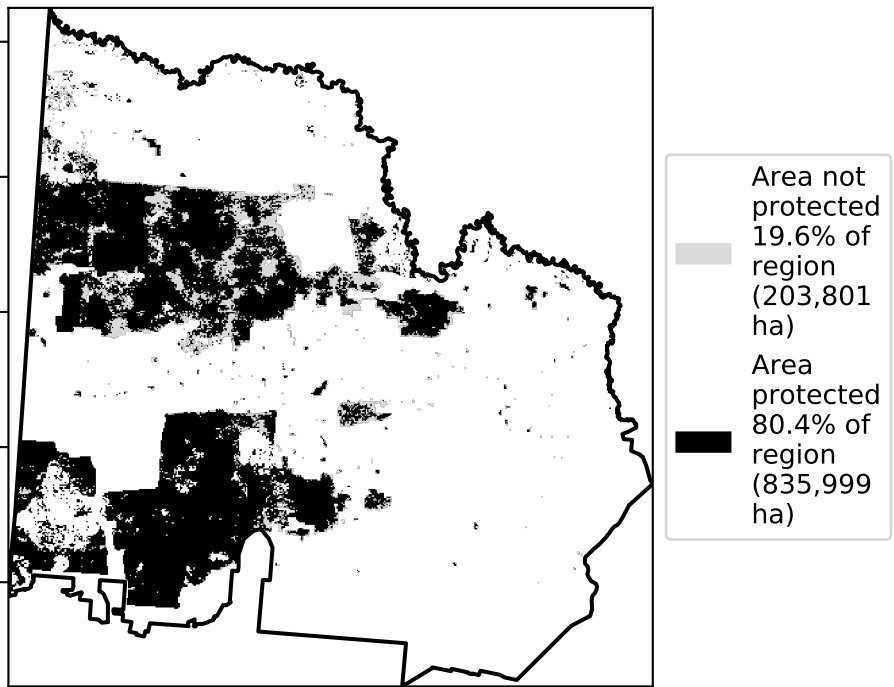 Area not
protected
19.6% of
region
(203,801
ha)
Area
protected
80.4% of
region
(835,999
ha)